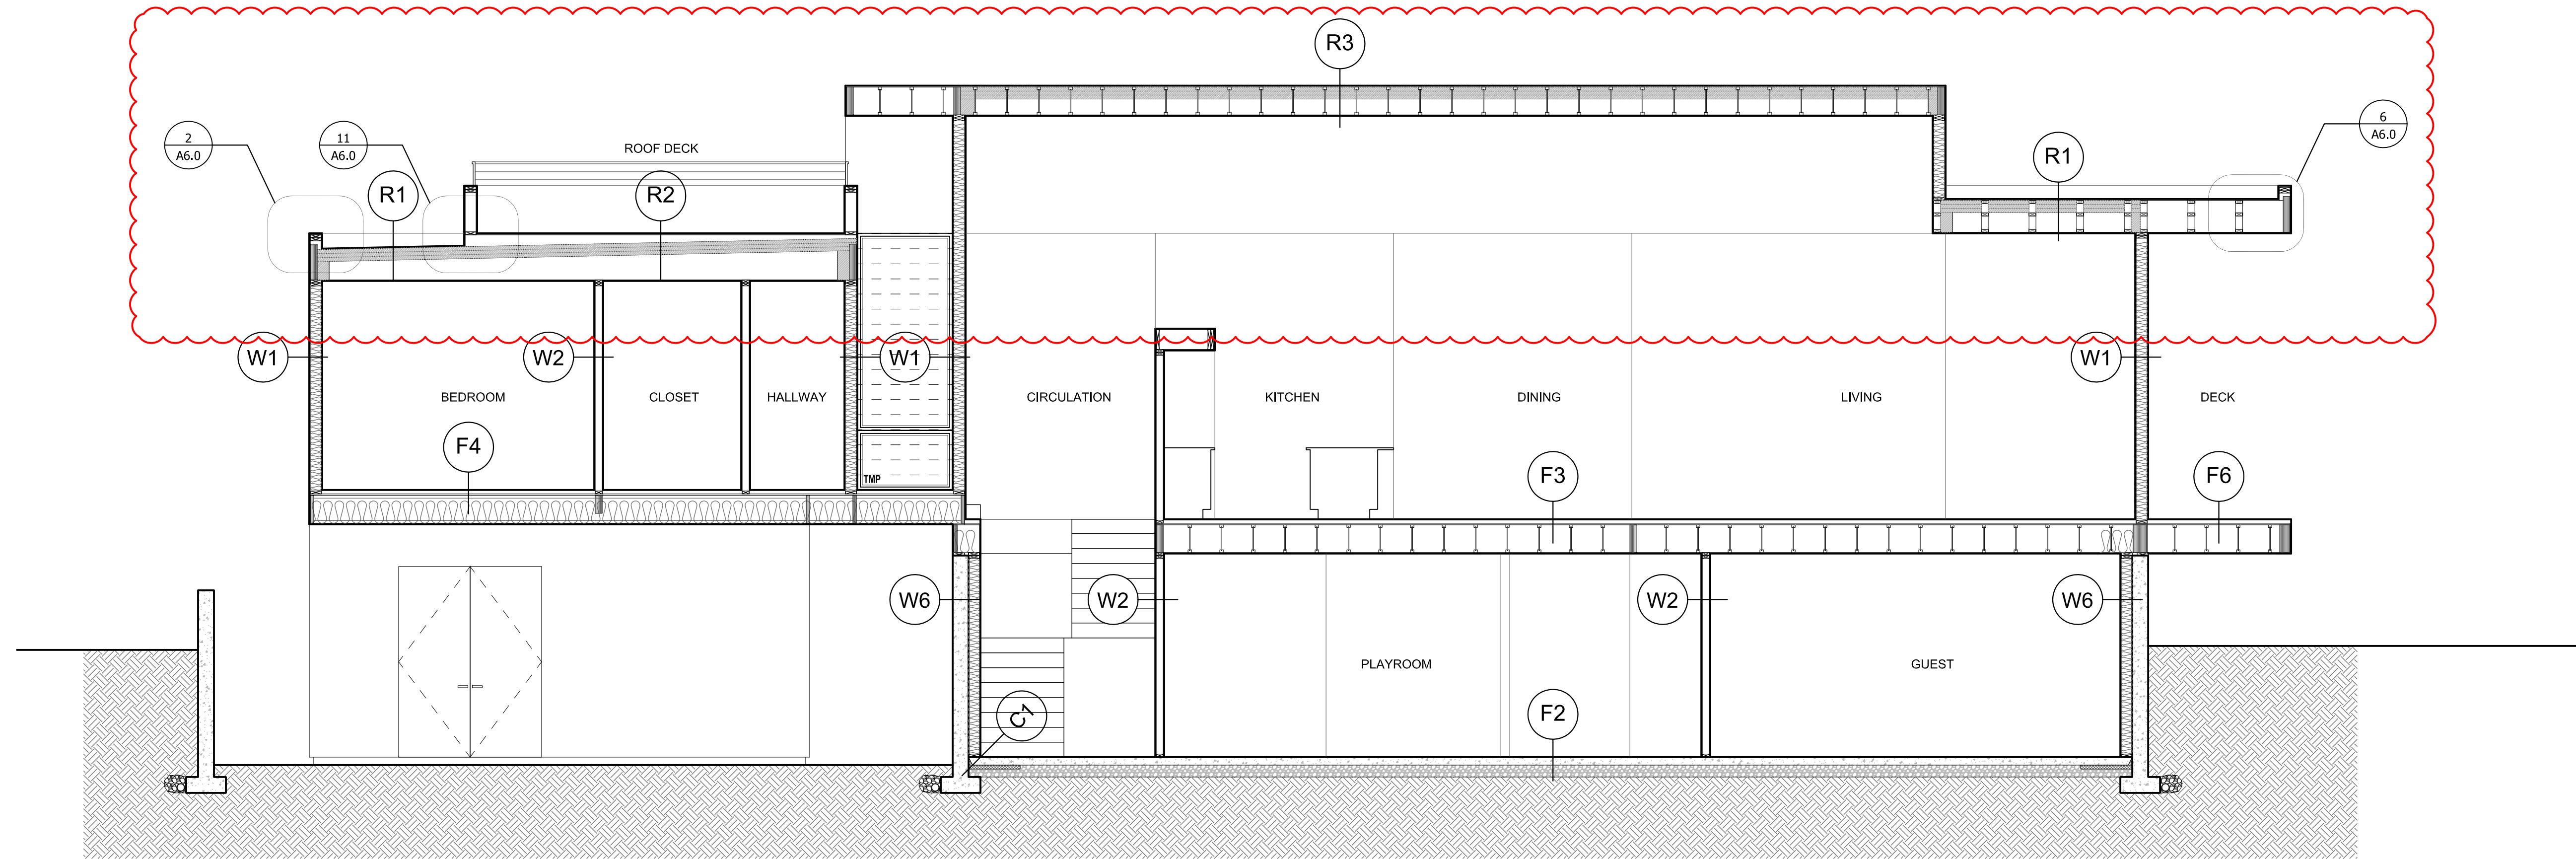 R3
2
A6.0
11
A6.0
ROOF DECK
6
A6.0
R1
R1
R2
W1
W2
W1
W1
BEDROOM
CLOSET
HALLWAY
CIRCULATION
KITCHEN
DINING
LIVING
DECK
F4
TMP
F3
F6
W6
W2
W2
W6
PLAYROOM
GUEST
C1
F2